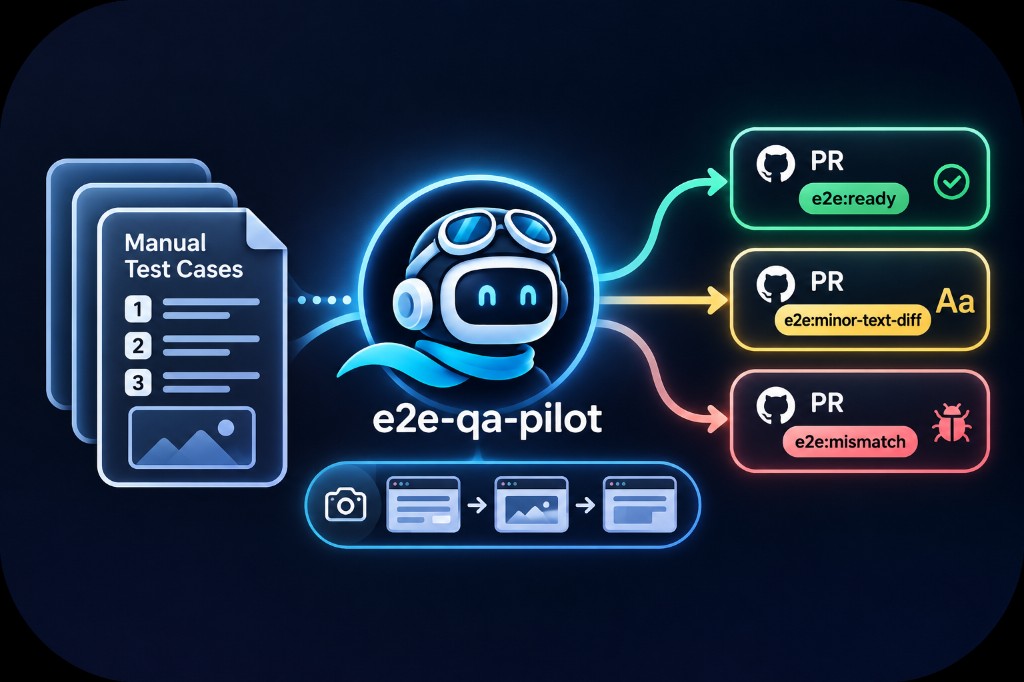 Manual
Test Cases
1
2
3
e2e-qa-pilot
PR
e2e:ready
PR
e2e:minor-text-diff
Aa
PR
e2e:mismatch